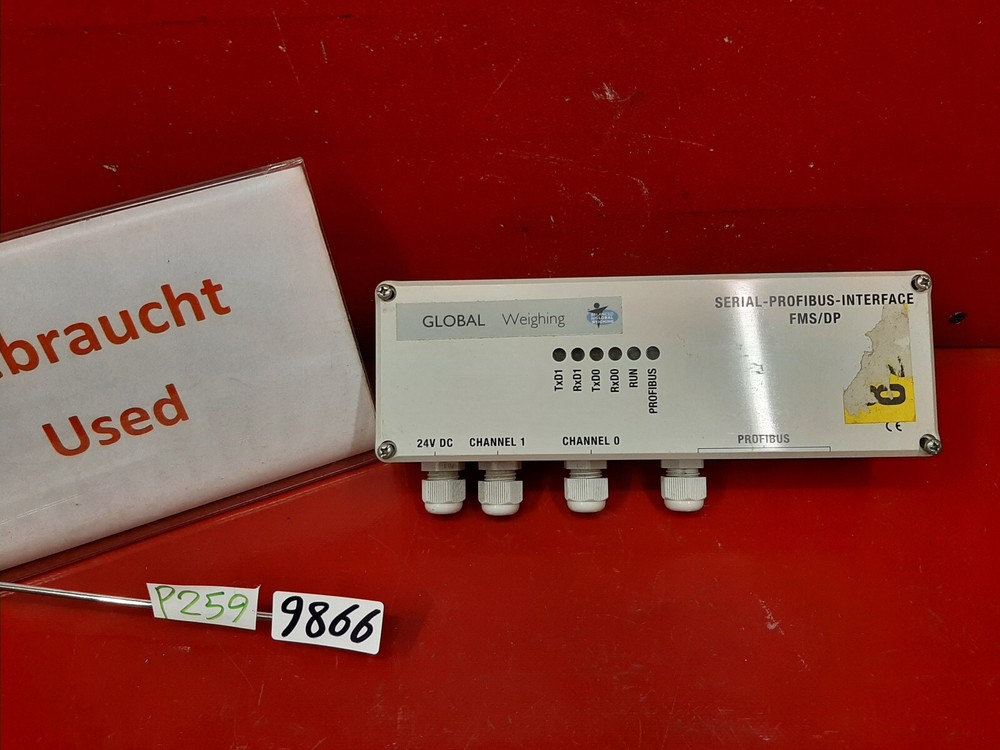 braucht
Used
GLOBAL Weighing
SERIAL-PROFIBUS-INTERFACE
FMS/DP
TxD1
RxD1
TxD0
RxD0
RUN
PROFIBUS
24V DC
CHANNEL 1
CHANNEL 0
PROFIBUS
CE
P259
9866